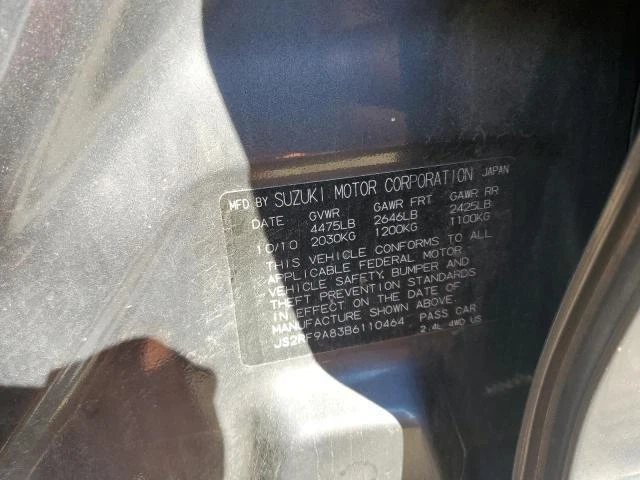 MFD BY SUZUKI MOTOR CORPORATION JAPAN
DATE GVWR GAWR FRT GAWR RR
4475LB 2646LB 2425LB
10/10 2030KG 1200KG 1100KG
THIS VEHICLE CONFORMS TO ALL
APPLICABLE FEDERAL MOTOR
VEHICLE SAFETY, BUMPER AND
THEFT PREVENTION STANDARDS
IN EFFECT ON THE DATE OF
MANUFACTURE SHOWN ABOVE.
JS2RF9A83B6110464 PASS CAR
2.4L 4WD US